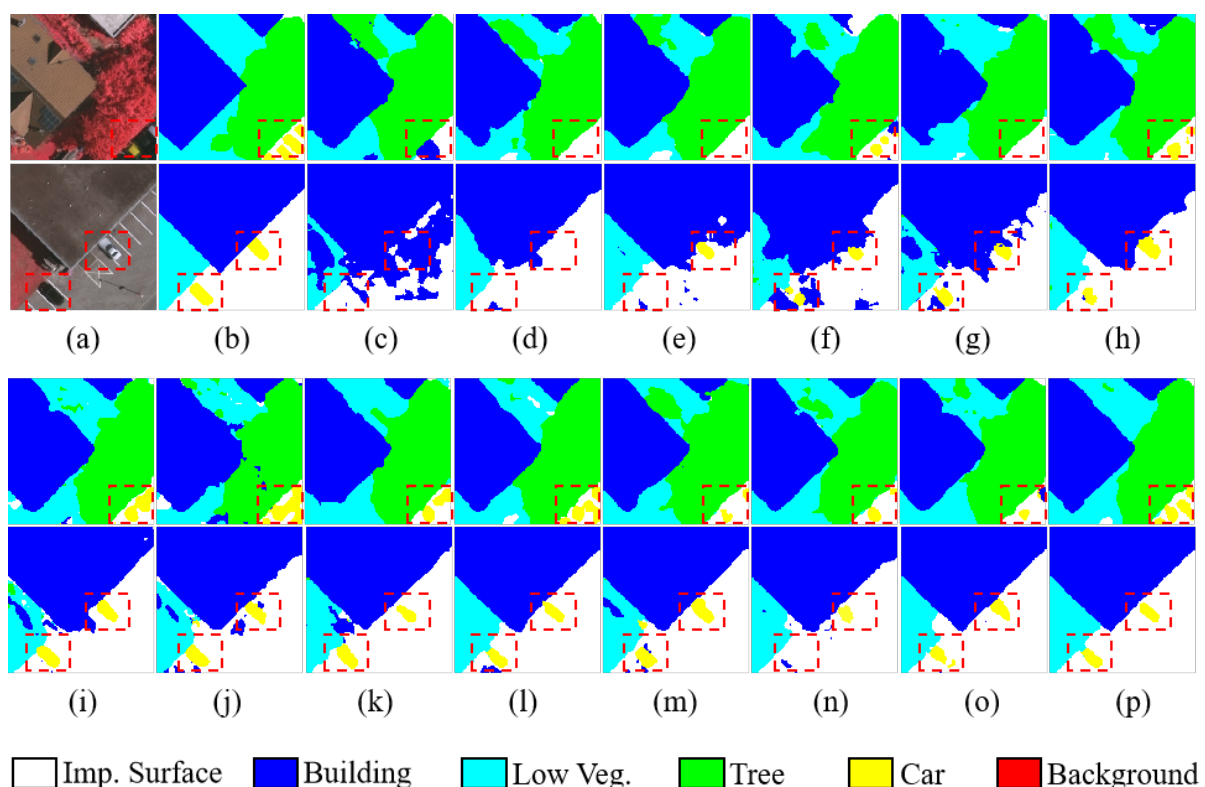 (a) (b) (c) (d) (e) (f) (g) (h)
(i) (j) (k) (l) (m) (n) (o) (p)
Imp. Surface Building Low Veg. Tree Car Background